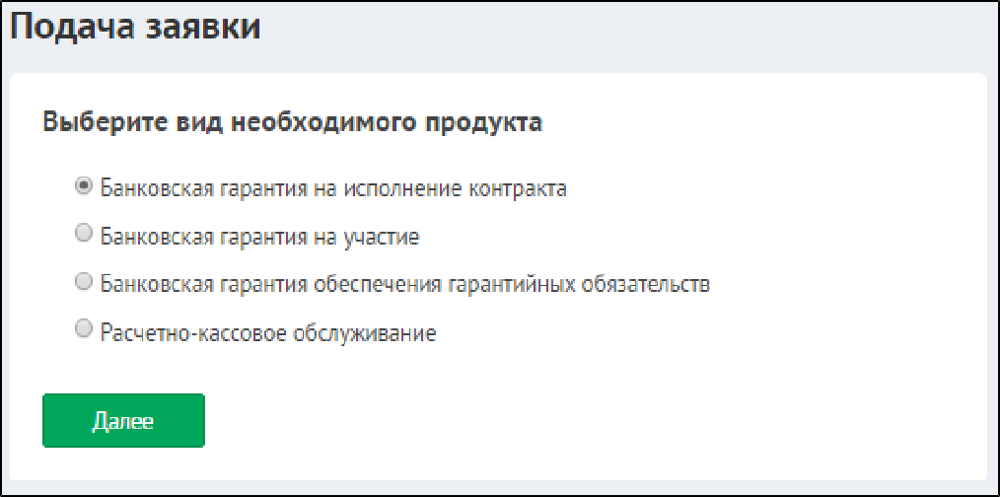 Подача заявки
Выберите вид необходимого продукта
Банковская гарантия на исполнение контракта
Банковская гарантия на участие
Банковская гарантия обеспечения гарантийных обязательств
Расчетно-кассовое обслуживание
Далее